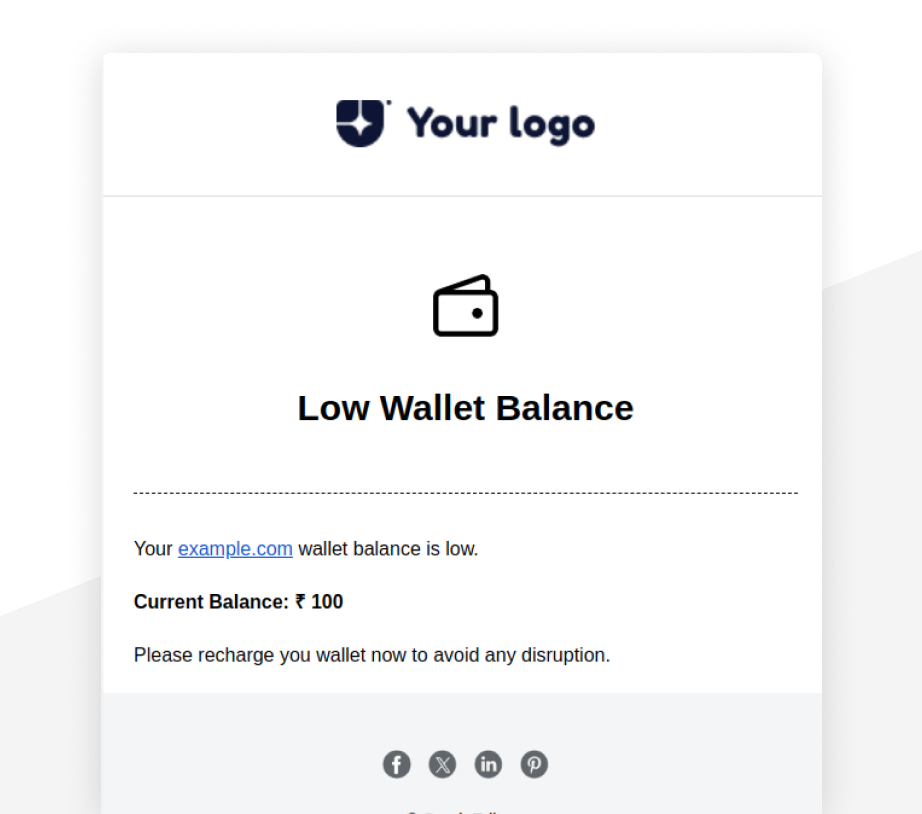 Your logo
Low Wallet Balance
Your example.com wallet balance is low.
Current Balance: ₹ 100
Please recharge you wallet now to avoid any disruption.